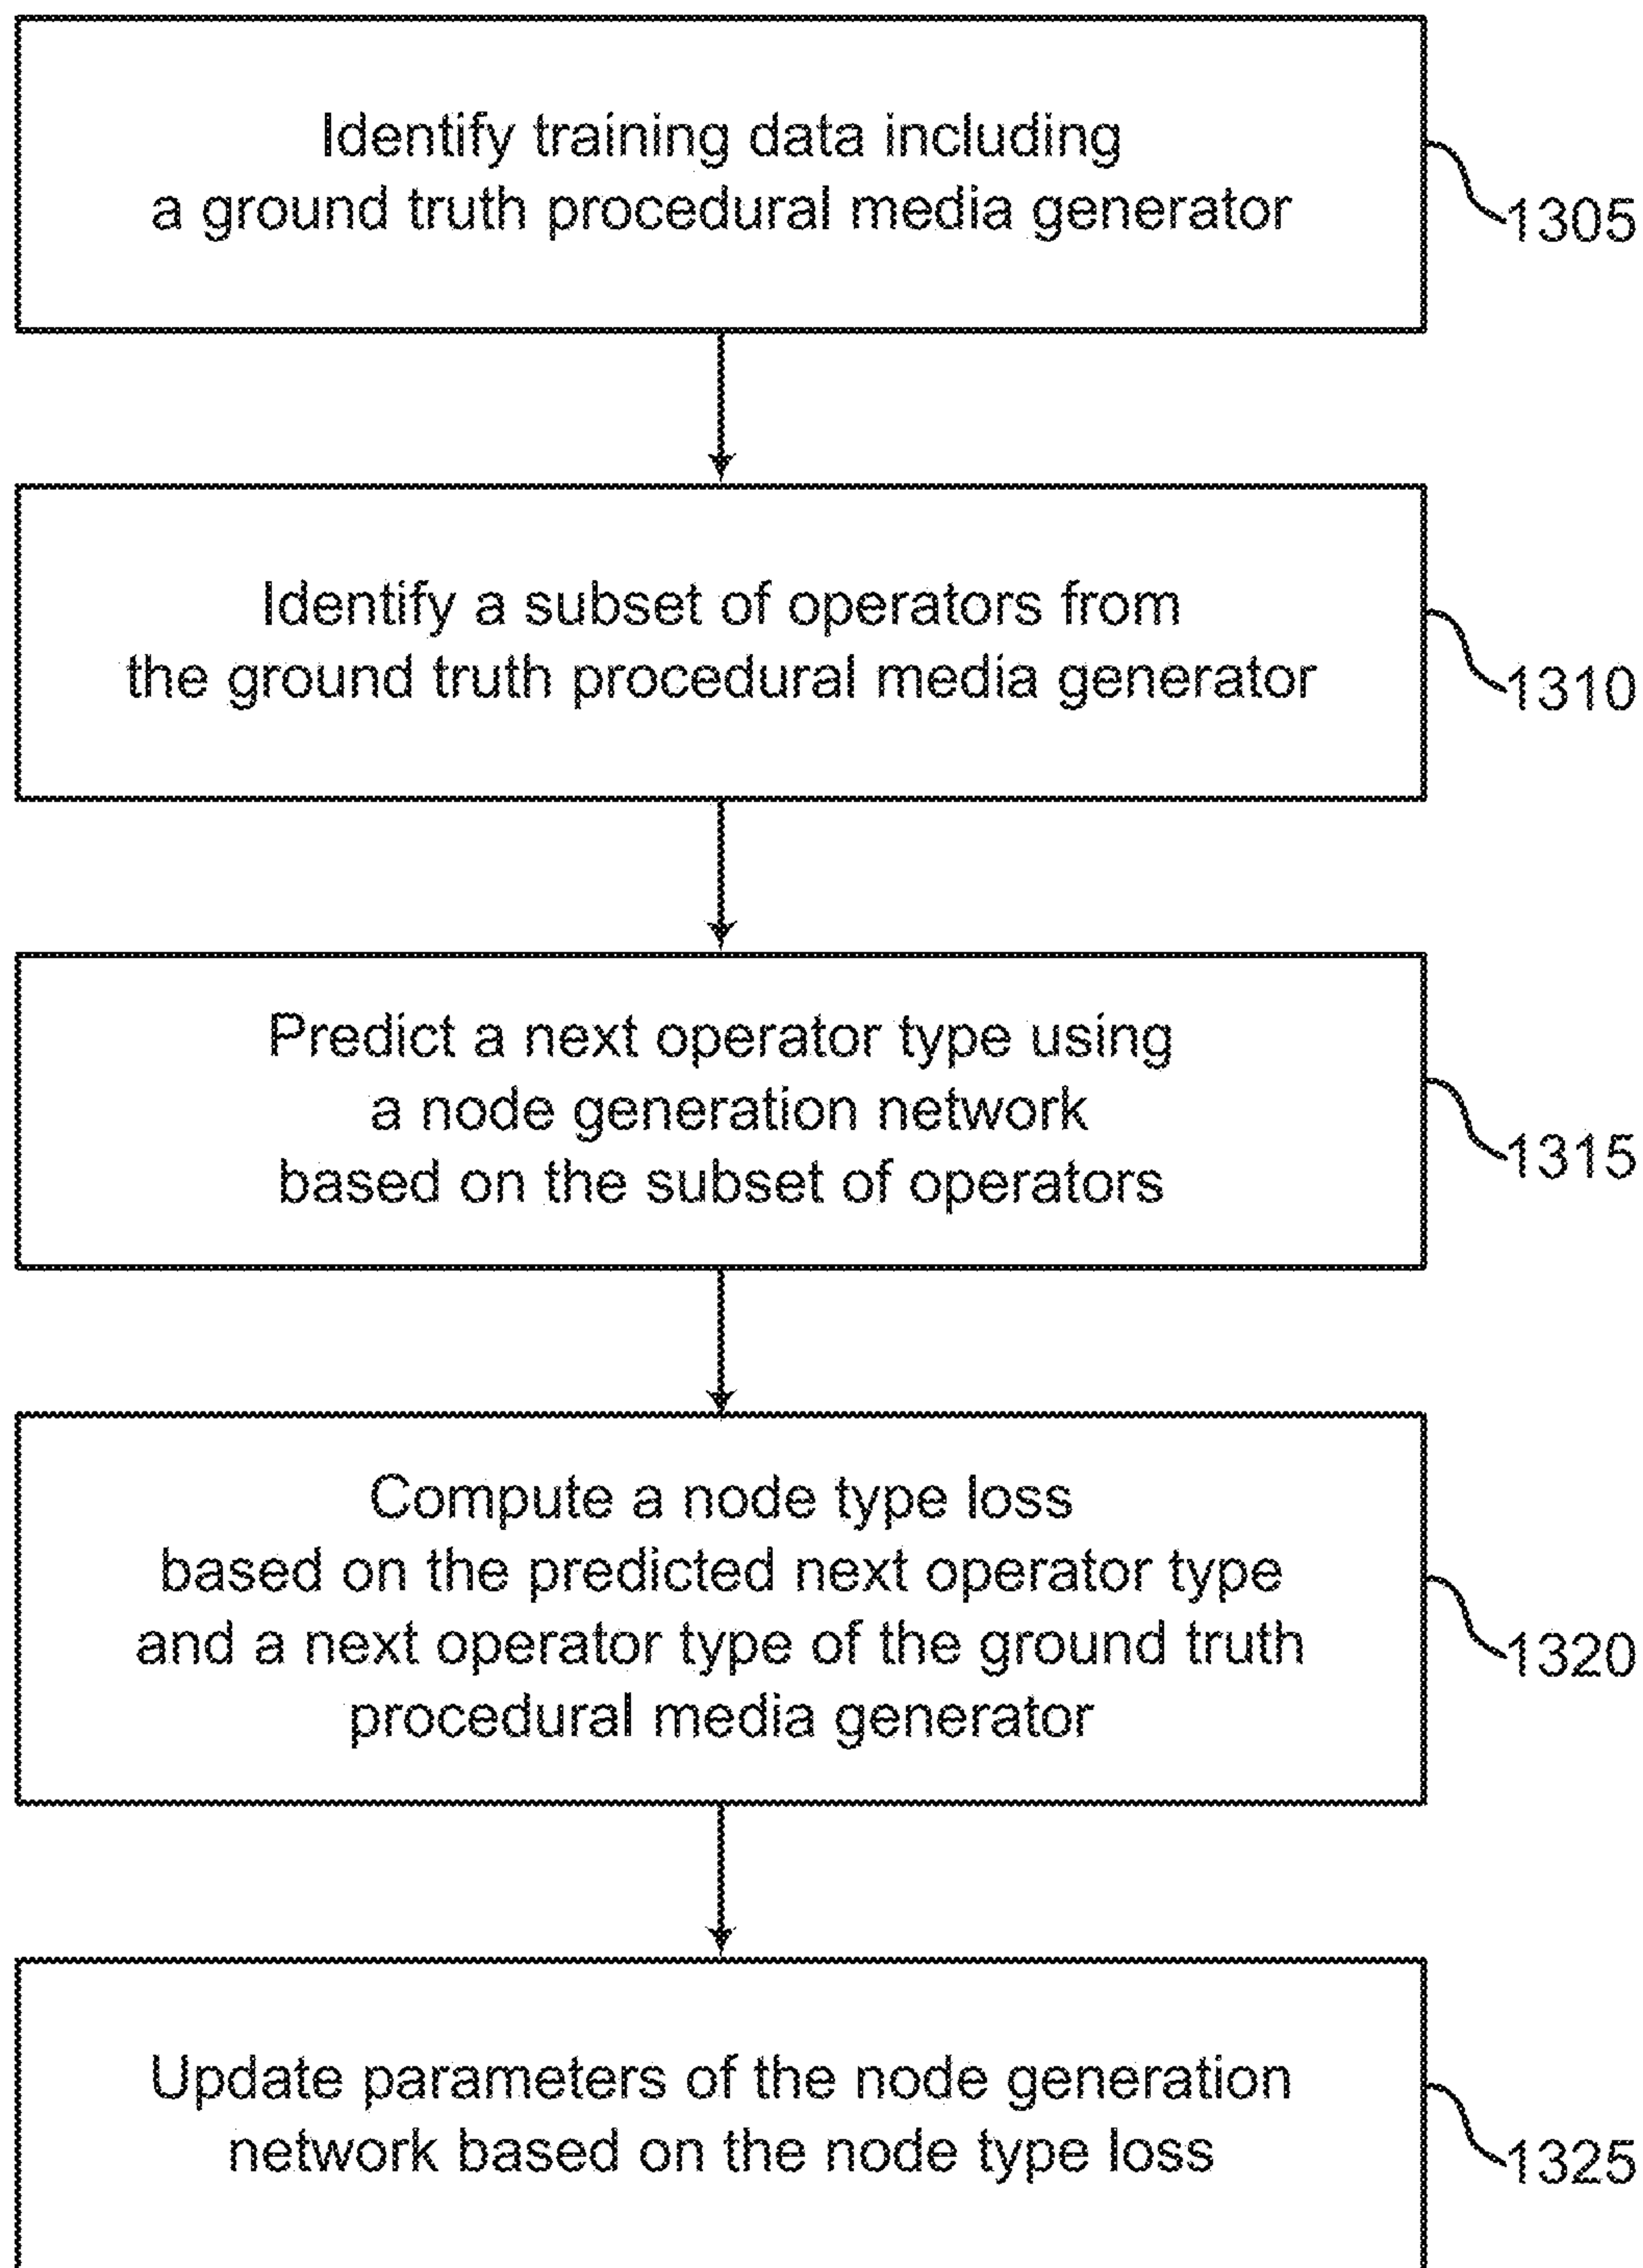 Identify training data including
a ground truth procedural media generator
1305
Identify a subset of operators from
the ground truth procedural media generator
1310
Predict a next operator type using
a node generation network
based on the subset of operators
1315
Compute a node type loss
based on the predicted next operator type
and a next operator type of the ground truth
procedural media generator
1320
Update parameters of the node generation
network based on the node type loss
1325